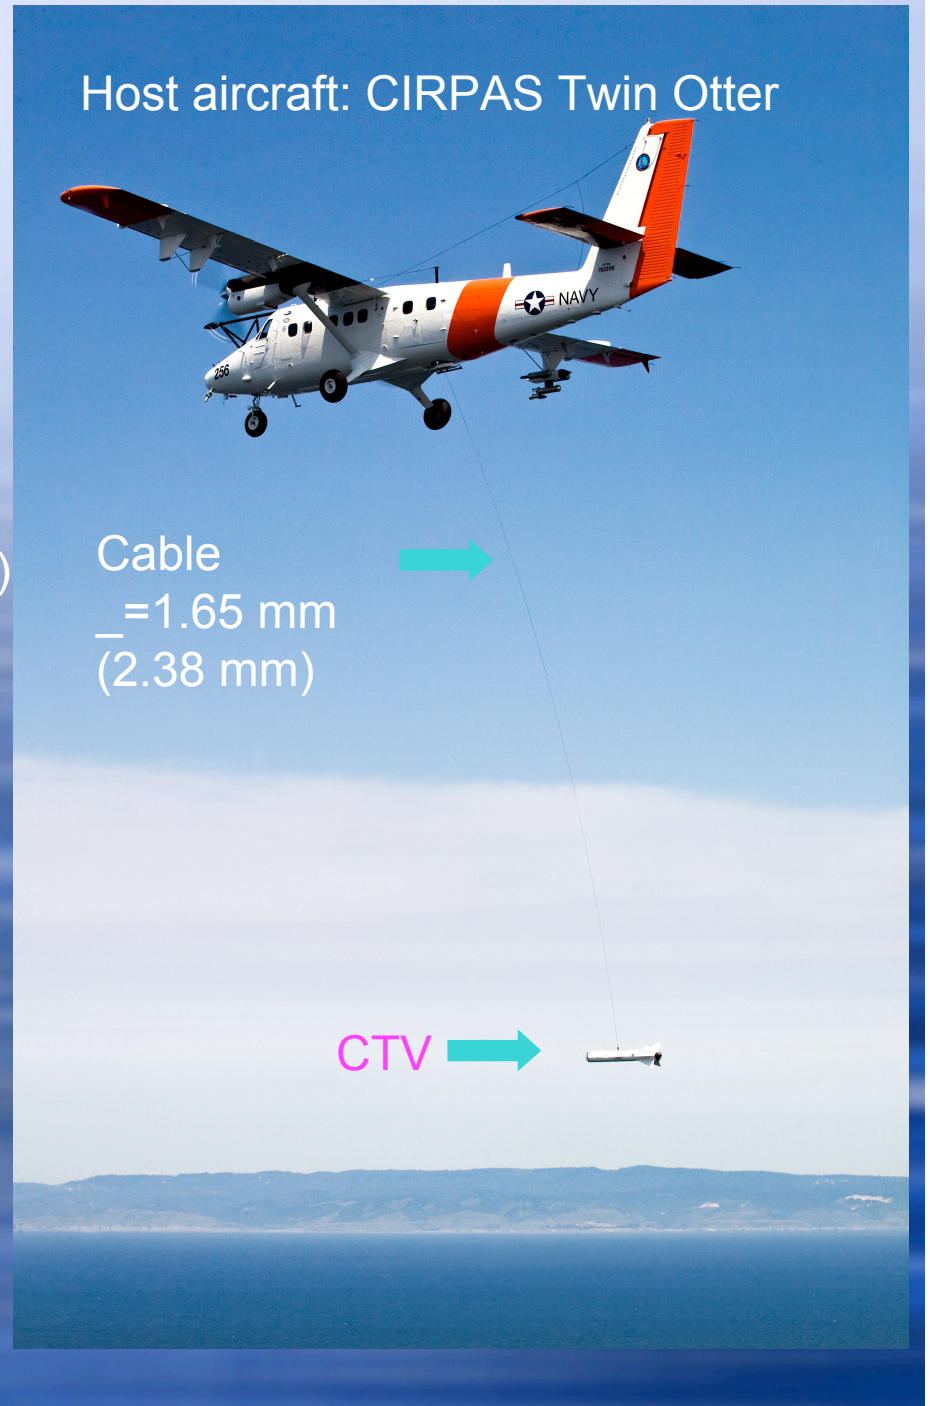 Host aircraft: CIRPAS Twin Otter
NAVY
256
)
Cable
_=1.65 mm
(2.38 mm)
CTV